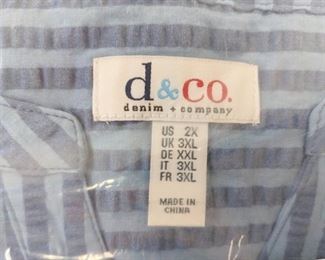 d&co.
denim + company
US 2X
UK 3XL
DE XXL
IT 3XL
FR 3XL
MADE IN
CHINA